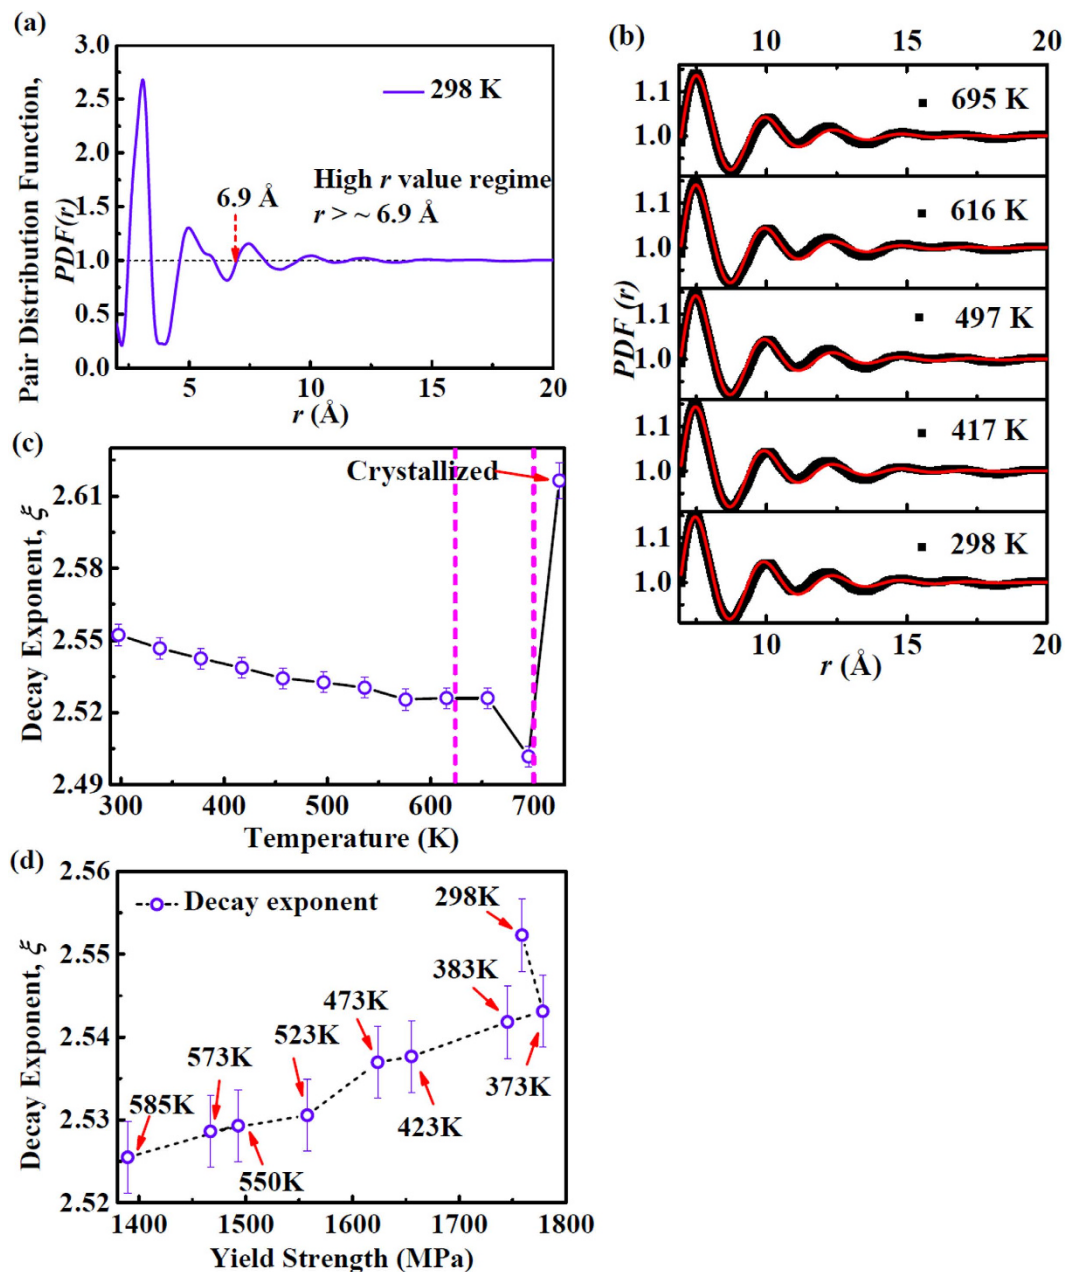 (a)
Pair Distribution Function,
PDF(r)
3.0
2.5
2.0
1.5
1.0
0.5
0.0
298 K
6.9 Å
High r value regime
r > ~ 6.9 Å
5
10
15
20
r (Å)
(b)
10
15
20
1.1
1.0
695 K
1.1
1.0
616 K
1.1
1.0
497 K
1.1
1.0
417 K
1.1
1.0
298 K
PDF (r)
10
15
20
r (Å)
(c)
Decay Exponent, ξ
2.61
2.58
2.55
2.52
2.49
Crystallized
300
400
500
600
700
Temperature (K)
(d)
Decay Exponent, ξ
2.56
2.55
2.54
2.53
2.52
Decay exponent
298K
383K
473K
523K
573K
585K
550K
423K
373K
1400
1500
1600
1700
1800
Yield Strength (MPa)